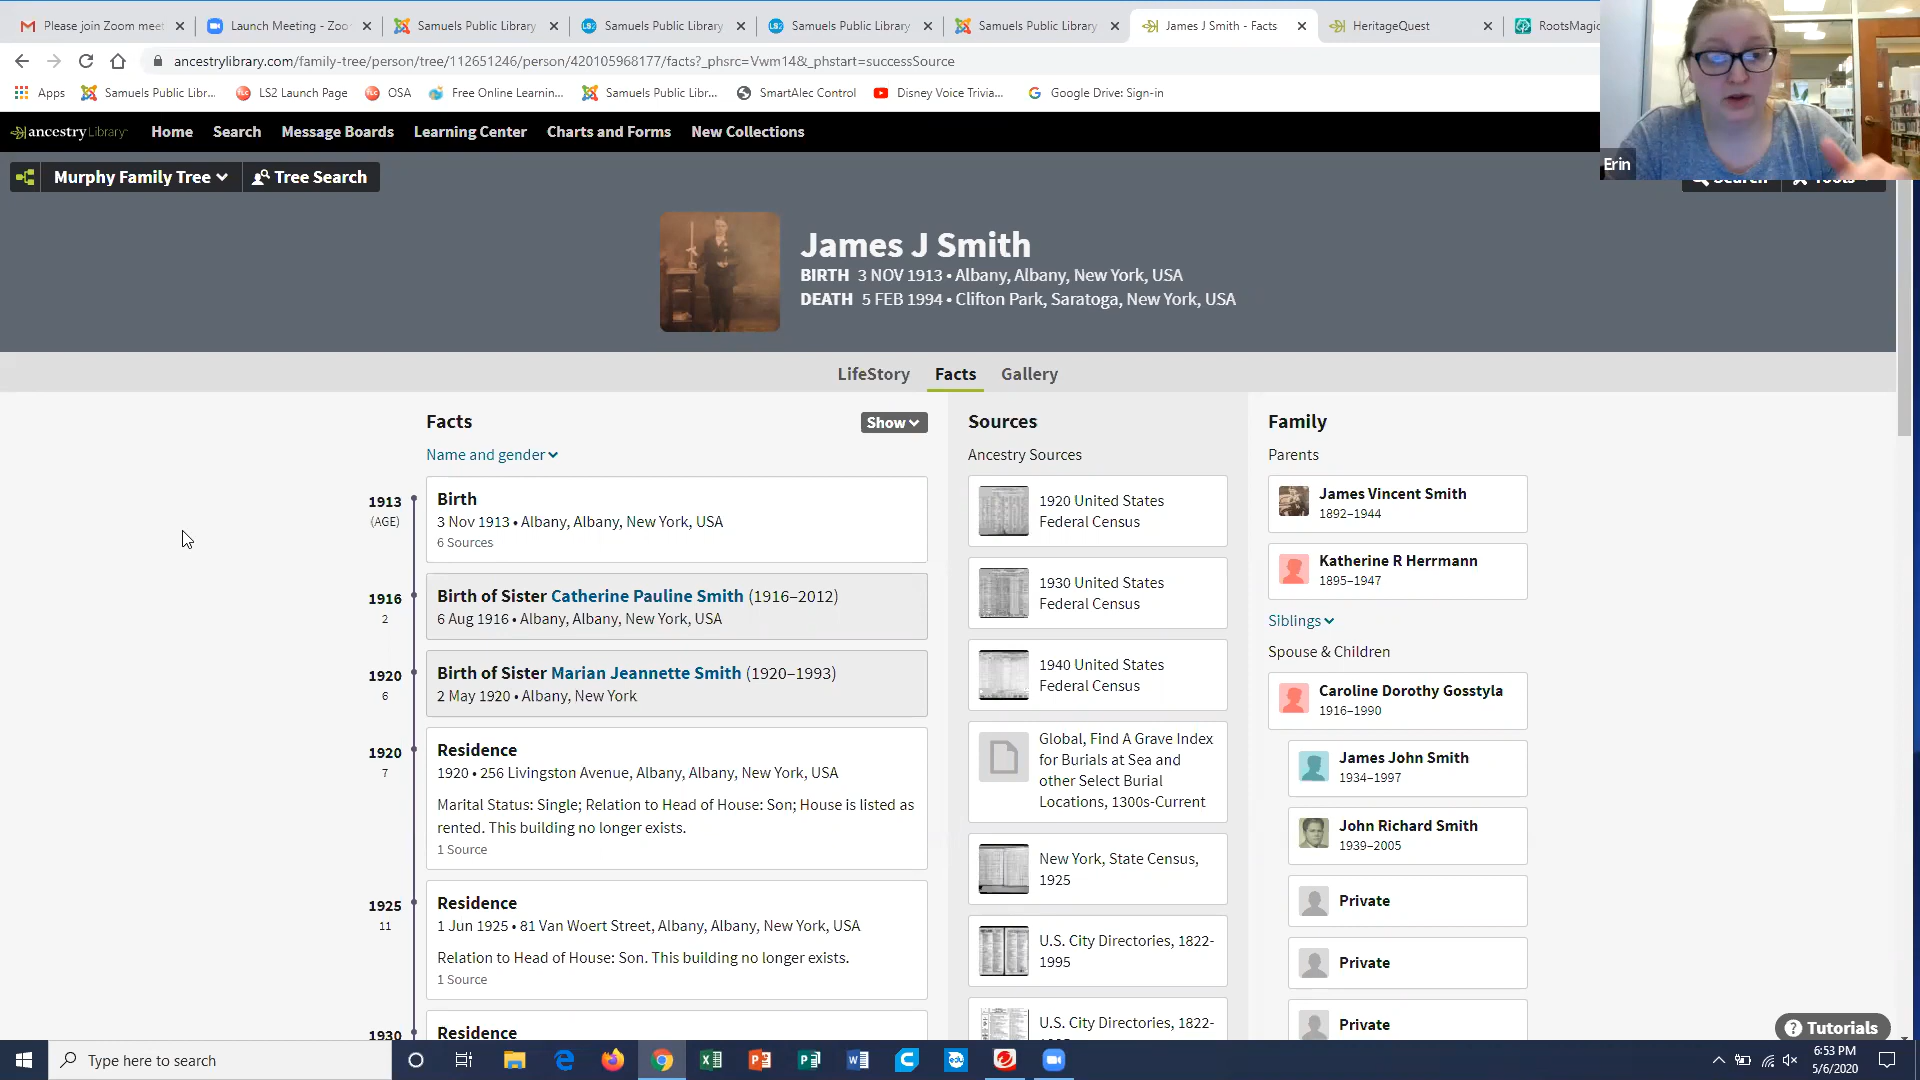 Please join Zoom meet
Launch Meeting - Zoo
Samuels Public Library
Samuels Public Library
Samuels Public Library
Samuels Public Library
James J Smith - Facts
HeritageQuest
RootsMagic
ancestrylibrary.com/family-tree/person/tree/112651246/person/420105968177/facts?_phsrc=Vwm14&_phstart=successSource
Apps
Samuels Public Libr...
LS2 Launch Page
OSA
Free Online Learnin...
Samuels Public Libr...
SmartAlec Control
Disney Voice Trivia...
Google Drive: Sign-in
ancestryLibrary
Home
Search
Message Boards
Learning Center
Charts and Forms
New Collections
Erin
Murphy Family Tree
Tree Search
Search
Tools
James J Smith
BIRTH 3 NOV 1913 • Albany, Albany, New York, USA
DEATH 5 FEB 1994 • Clifton Park, Saratoga, New York, USA
LifeStory
Facts
Gallery
Facts
Show
Name and gender
1913
(AGE)
Birth
3 Nov 1913 • Albany, Albany, New York, USA
6 Sources
1916
2
Birth of Sister Catherine Pauline Smith (1916–2012)
6 Aug 1916 • Albany, Albany, New York, USA
1920
6
Birth of Sister Marian Jeannette Smith (1920–1993)
2 May 1920 • Albany, New York
1920
7
Residence
1920 • 256 Livingston Avenue, Albany, Albany, New York, USA
Marital Status: Single; Relation to Head of House: Son; House is listed as
rented. This building no longer exists.
1 Source
1925
11
Residence
1 Jun 1925 • 81 Van Woert Street, Albany, Albany, New York, USA
Relation to Head of House: Son. This building no longer exists.
1 Source
1930
Residence
Sources
Ancestry Sources
1920 United States
Federal Census
1930 United States
Federal Census
1940 United States
Federal Census
Global, Find A Grave Index
for Burials at Sea and
other Select Burial
Locations, 1300s-Current
New York, State Census,
1925
U.S. City Directories, 1822-
1995
U.S. City Directories, 1822-
Family
Parents
James Vincent Smith
1892–1944
Katherine R Herrmann
1895–1947
Siblings
Spouse & Children
Caroline Dorothy Gosstyla
1916–1990
James John Smith
1934–1997
John Richard Smith
1939–2005
Private
Private
Private
Tutorials
Type here to search
6:53 PM
5/6/2020